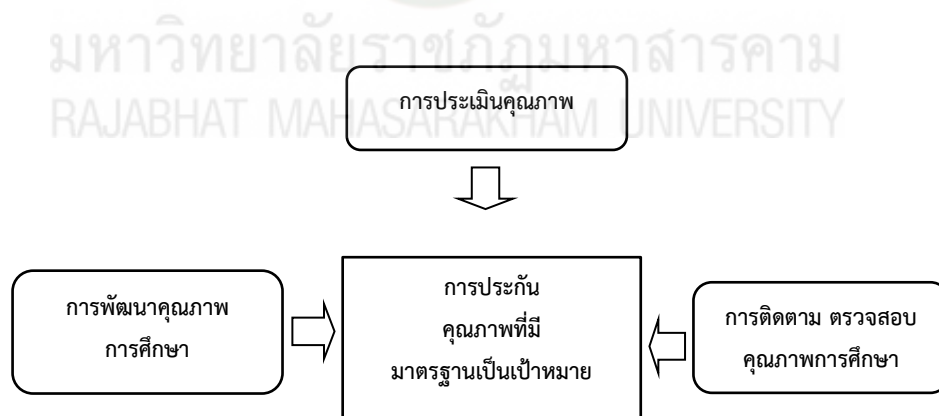 มหาวิทยาลัยราชภัฏมหาสารคาม
RAJABHAT MAHASARAKHAM UNIVERSITY
การประเมินคุณภาพ
การพัฒนาคุณภาพ
การศึกษา
การประกัน
คุณภาพที่มี
มาตรฐานเป็นเป้าหมาย
การติดตาม ตรวจสอบ
คุณภาพการศึกษา